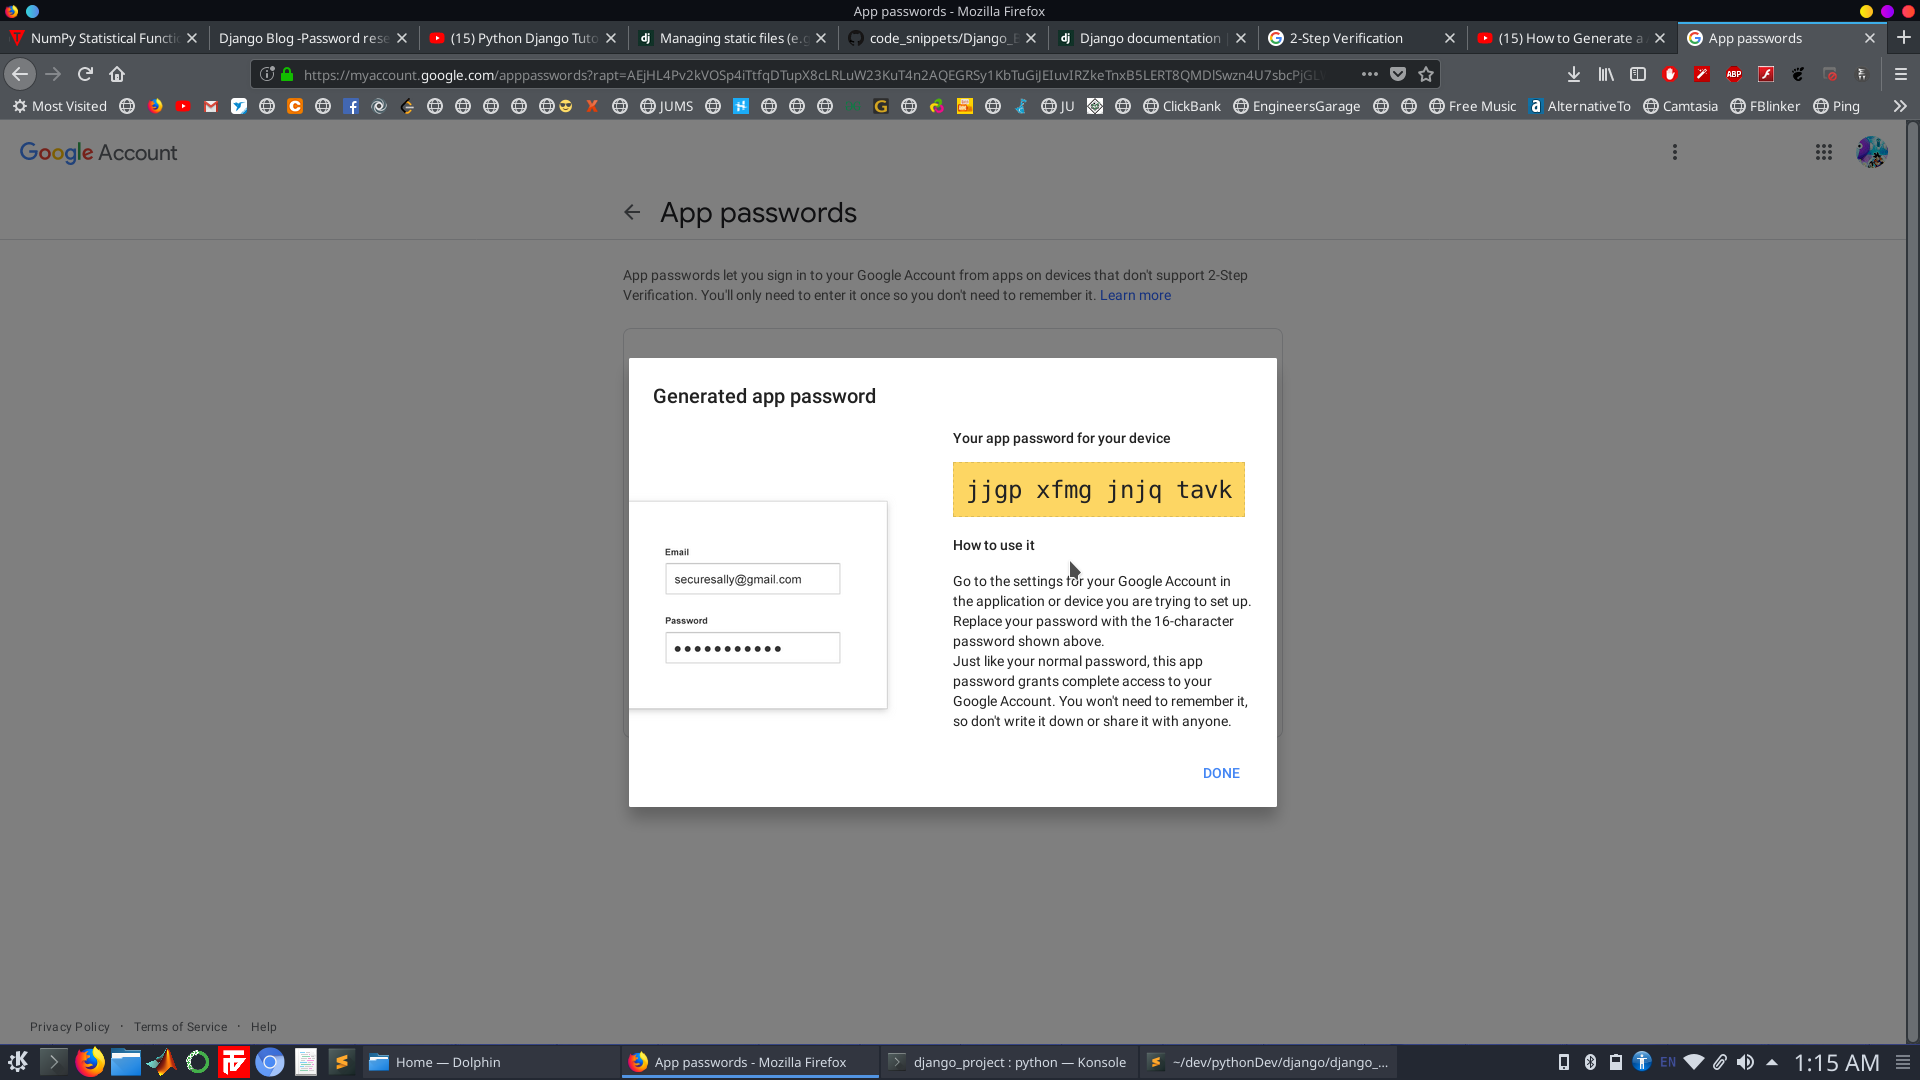 App passwords - Mozilla Firefox
NumPy Statistical Functi
Django Blog -Password rese
(15) Python Django Tuto
Managing static files (e.g
code_snippets/Django_B
Django documentation
2-Step Verification
(15) How to Generate a
App passwords
Most Visited
JUMS
JU
ClickBank
EngineersGarage
Free Music
AlternativeTo
Camtasia
FBlinker
Ping
Google Account
App passwords
App passwords let you sign in to your Google Account from apps on devices that don't support 2-Step
Verification. You'll only need to enter it once so you don't need to remember it. Learn more
Generated app password
Your app password for your device
jjgp xfmg jnjq tavk
Email
securesally@gmail.com
Password
How to use it
Go to the settings for your Google Account in
the application or device you are trying to set up.
Replace your password with the 16-character
password shown above.
Just like your normal password, this app
password grants complete access to your
Google Account. You won't need to remember it,
so don't write it down or share it with anyone.
DONE
Privacy Policy · Terms of Service · Help
Home — Dolphin
App passwords - Mozilla Firefox
django_project : python — Konsole
~/dev/pythonDev/django/django_...
EN
1:15 AM